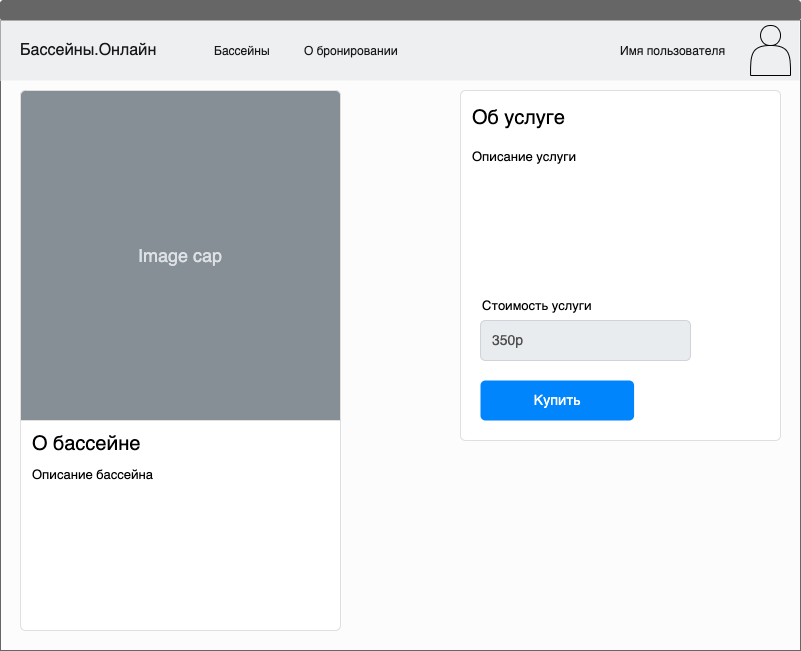 Бассейны.Онлайн
Бассейны
О бронировании
Имя пользователя
Image cap
О бассейне
Описание бассейна
Об услуге
Описание услуги
Стоимость услуги
350р
Купить